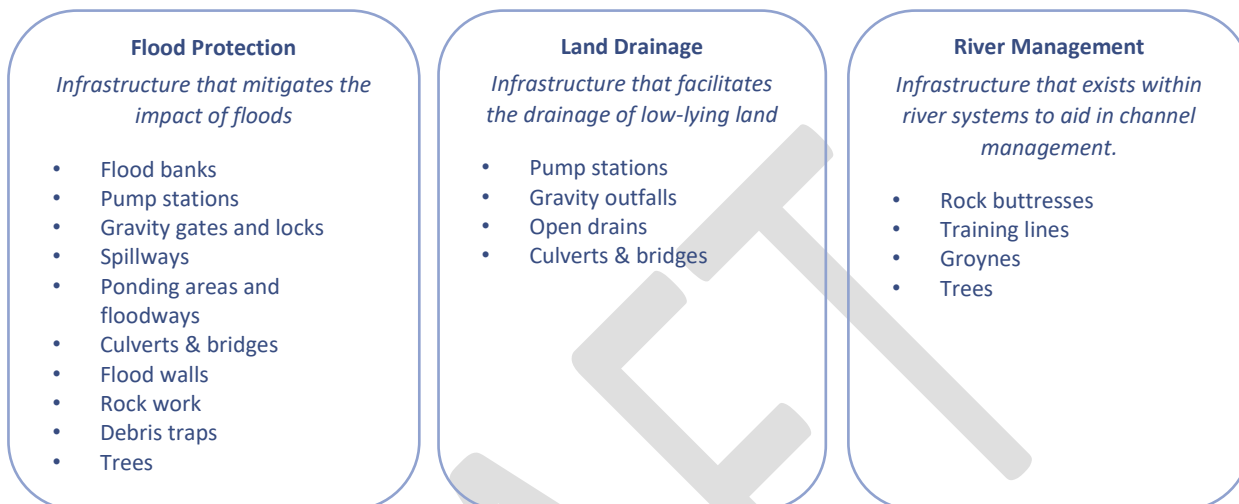 Flood Protection
Infrastructure that mitigates the
impact of floods
• Flood banks
• Pump stations
• Gravity gates and locks
• Spillways
• Ponding areas and
floodways
• Culverts & bridges
• Flood walls
• Rock work
• Debris traps
• Trees
Land Drainage
Infrastructure that facilitates
the drainage of low-lying land
• Pump stations
• Gravity outfalls
• Open drains
• Culverts & bridges
River Management
Infrastructure that exists within
river systems to aid in channel
management.
• Rock buttresses
• Training lines
• Groynes
• Trees